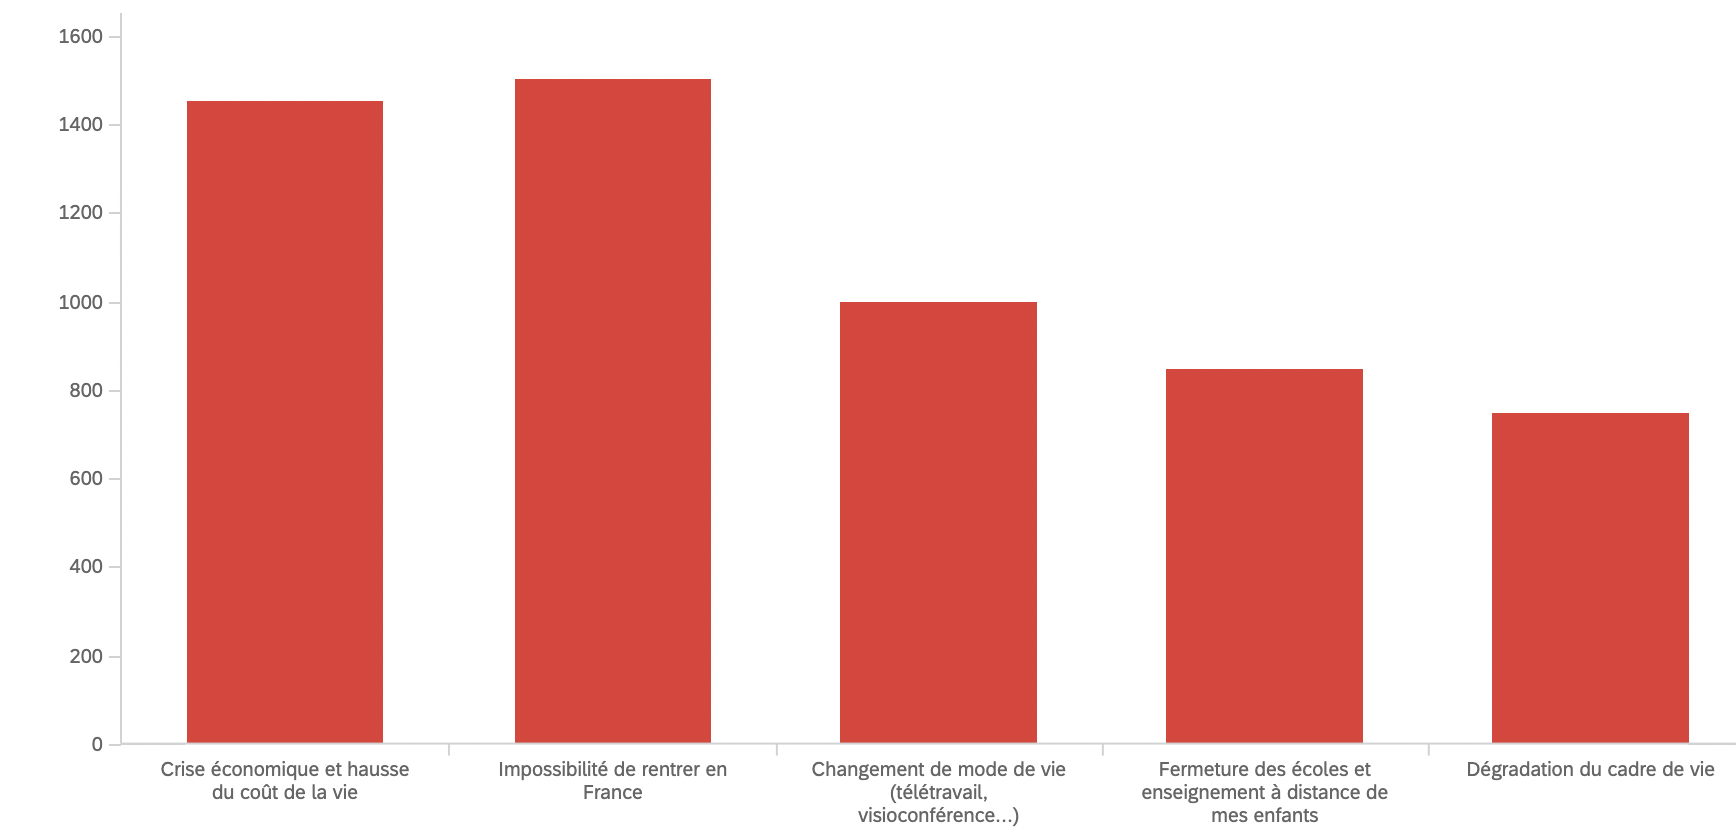 1600
1400
1200
1000
800
600
400
200
0
Crise économique et hausse
du coût de la vie
Impossibilité de rentrer en
France
Changement de mode de vie
(télétravail,
visioconférence...)
Fermeture des écoles et
enseignement à distance de
mes enfants
Dégradation du cadre de vie